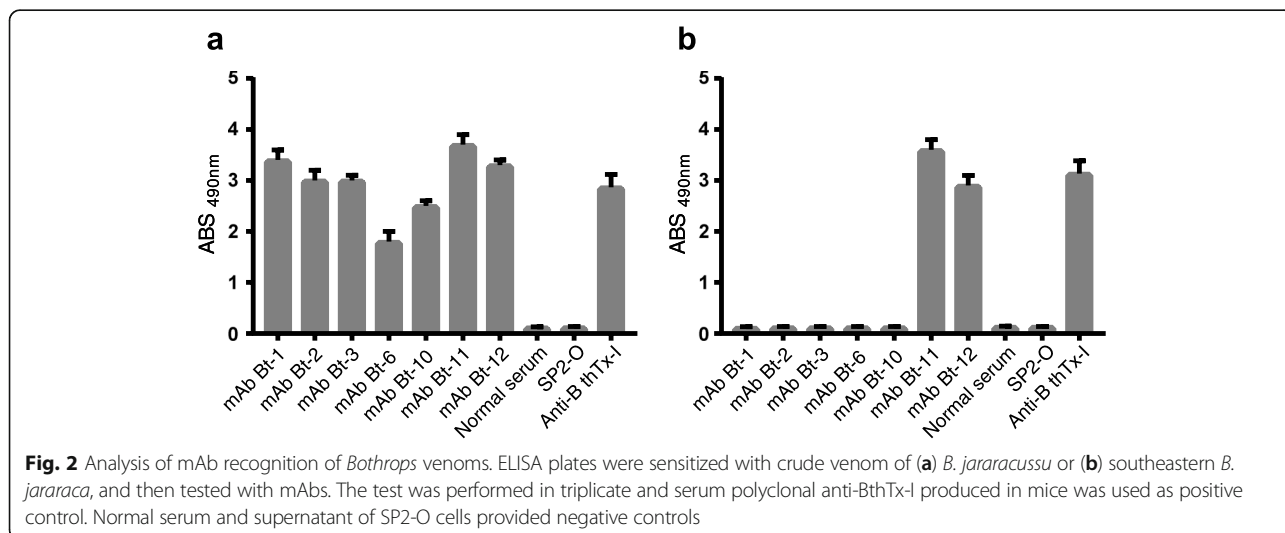 a
b
5
4
3
2
1
0
ABS 490nm
mAb Bt-1
mAb Bt-2
mAb Bt-3
mAb Bt-6
mAb Bt-10
mAb Bt-11
mAb Bt-12
Normal serum
SP2-O
Anti-B thTx-I
5
4
3
2
1
0
ABS 490nm
mAb Bt-1
mAb Bt-2
mAb Bt-3
mAb Bt-6
mAb Bt-10
mAb Bt-11
mAb Bt-12
Normal serum
SP2-O
Anti-B thTx-I
Fig. 2 Analysis of mAb recognition of Bothrops venoms. ELISA plates were sensitized with crude venom of (a) B. jararacussu or (b) southeastern B.
jararaca, and then tested with mAbs. The test was performed in triplicate and serum polyclonal anti-BthTx-I produced in mice was used as positive
control. Normal serum and supernatant of SP2-O cells provided negative controls